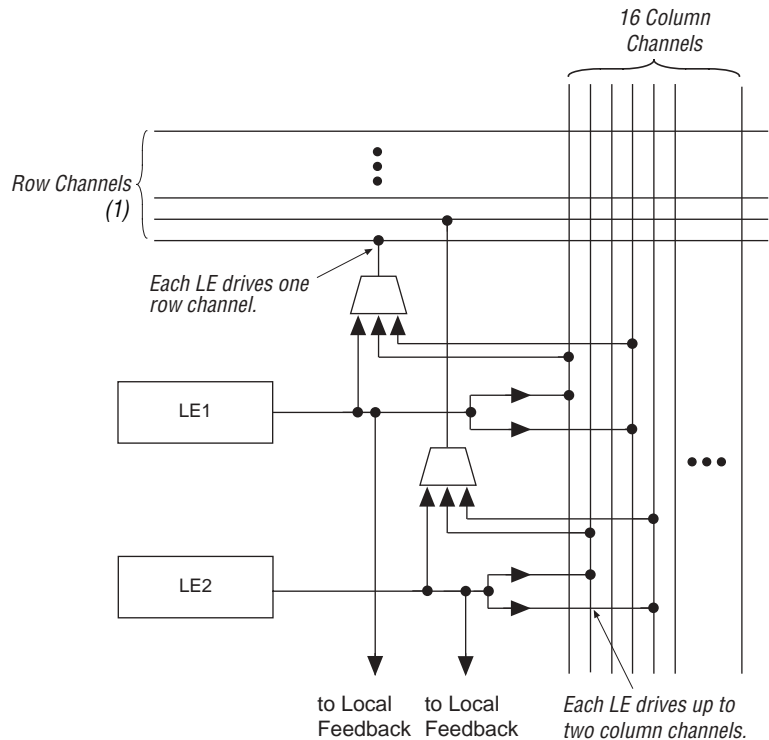 16 Column
Channels
Row Channels
(1)
Each LE drives one
row channel.
LE1
LE2
to Local
Feedback
to Local
Feedback
Each LE drives up to
two column channels.